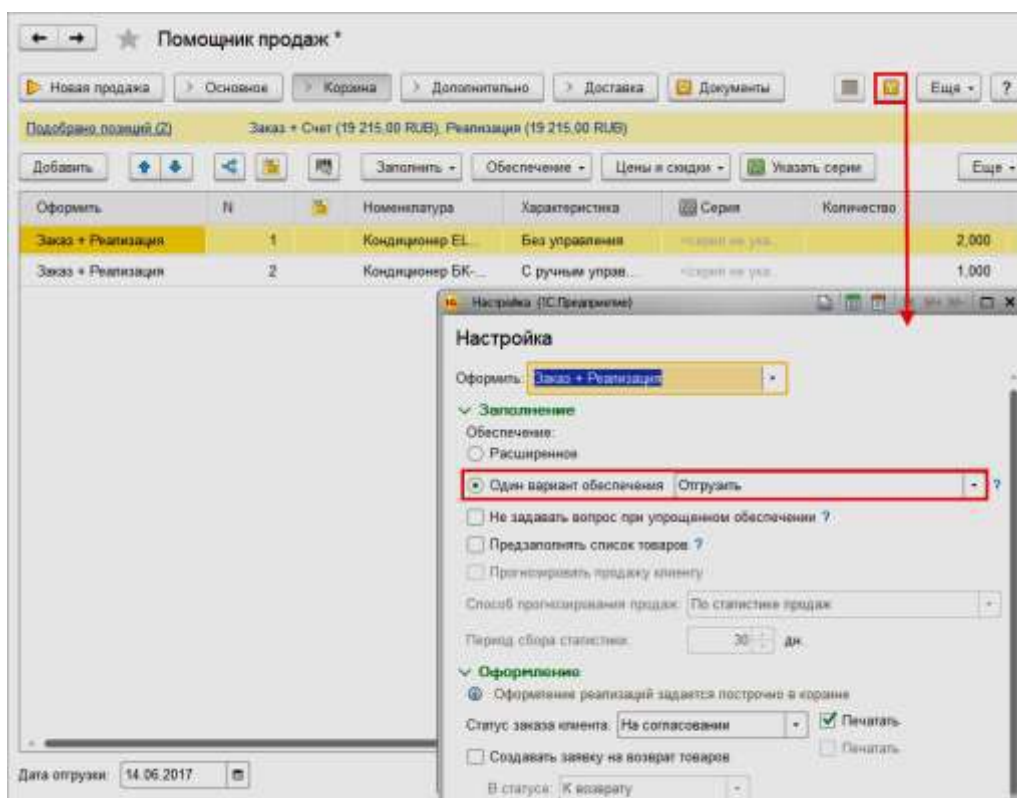 Помощник продаж *
Новая продажа Основное Корзина Дополнительно Доставка Документы Еще ?
Подобрано позиций (2) Заказ + Счет (19 215,00 RUB), Реализация (19 215,00 RUB)
Добавить Заполнить Обеспечение Цены и скидки Указать серии Еще
Оформить N Номенклатура Характеристика Серия Количество
Заказ + Реализация 1 Кондиционер EL... Без управления 2,000
Заказ + Реализация 2 Кондиционер БК-... С ручным управ... 1,000
Настройка (1С:Предприятие)
Настройка
Оформить: Заказ + Реализация
Заполнение
Обеспечение:
Расширенное
Один вариант обеспечения Отгрузить ?
Не задавать вопрос при упрощенном обеспечении ?
Предзаполнять список товаров ?
Прогнозировать продажу клиенту
Способ прогнозирования продаж: По статистике продаж
Период сбора статистики: 30 дн.
Оформление
Оформление реализаций задается построчно в корзине
Статус заказа клиента: На согласовании Печатать
Создавать заявку на возврат товаров Печатать
Дата отгрузки: 14.06.2017
В статусе: К возврату